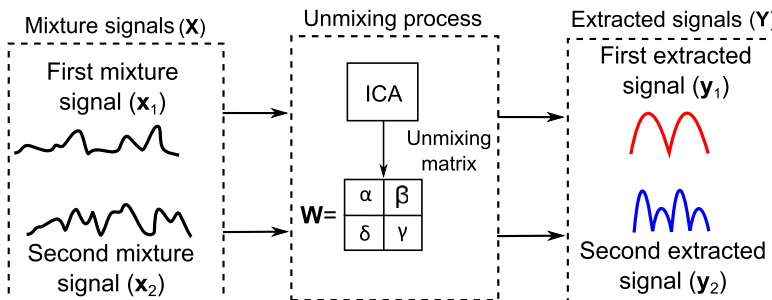 Mixture signals (X)
First mixture
signal (x1)
Second mixture
signal (x2)
Unmixing process
ICA
Unmixing
matrix
W=
α β
δ γ
Extracted signals (Y)
First extracted
signal (y1)
Second extracted
signal (y2)